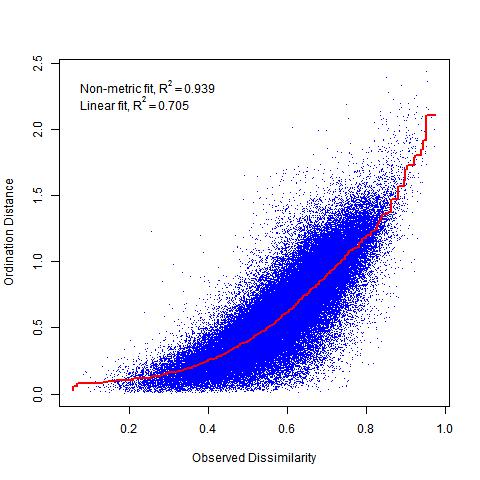 Non-metric fit, R² = 0.939
Linear fit, R² = 0.705
2.5
2.0
1.5
1.0
0.5
0.0
Ordination Distance
0.2
0.4
0.6
0.8
1.0
Observed Dissimilarity